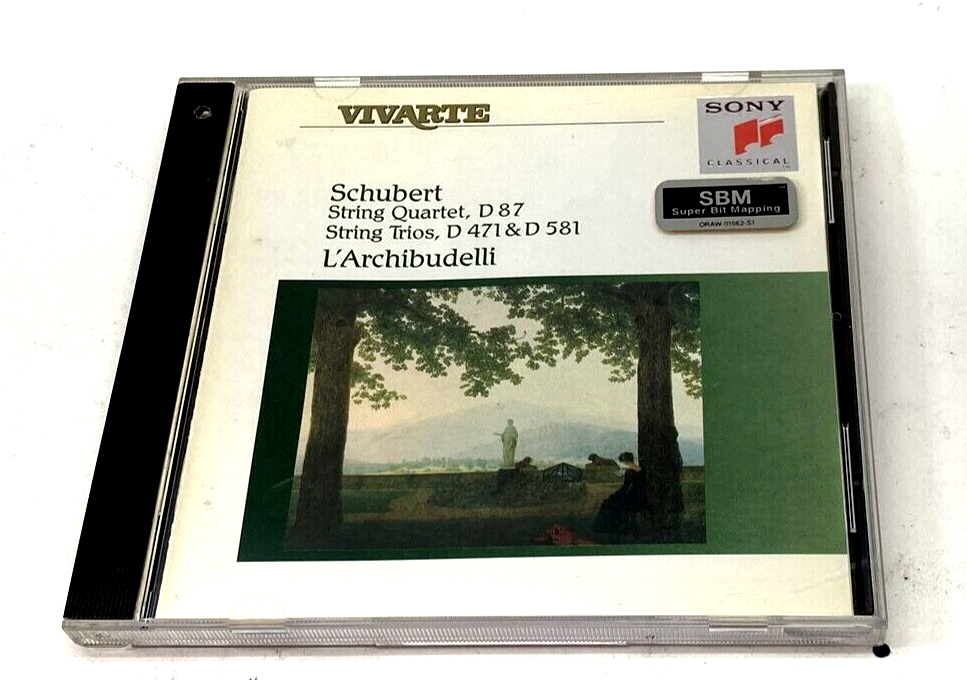 VIVARTE
SONY
CLASSICAL
SBM
Super Bit Mapping
Schubert
String Quartet, D 87
String Trios, D 471 & D 581
L'Archibudelli